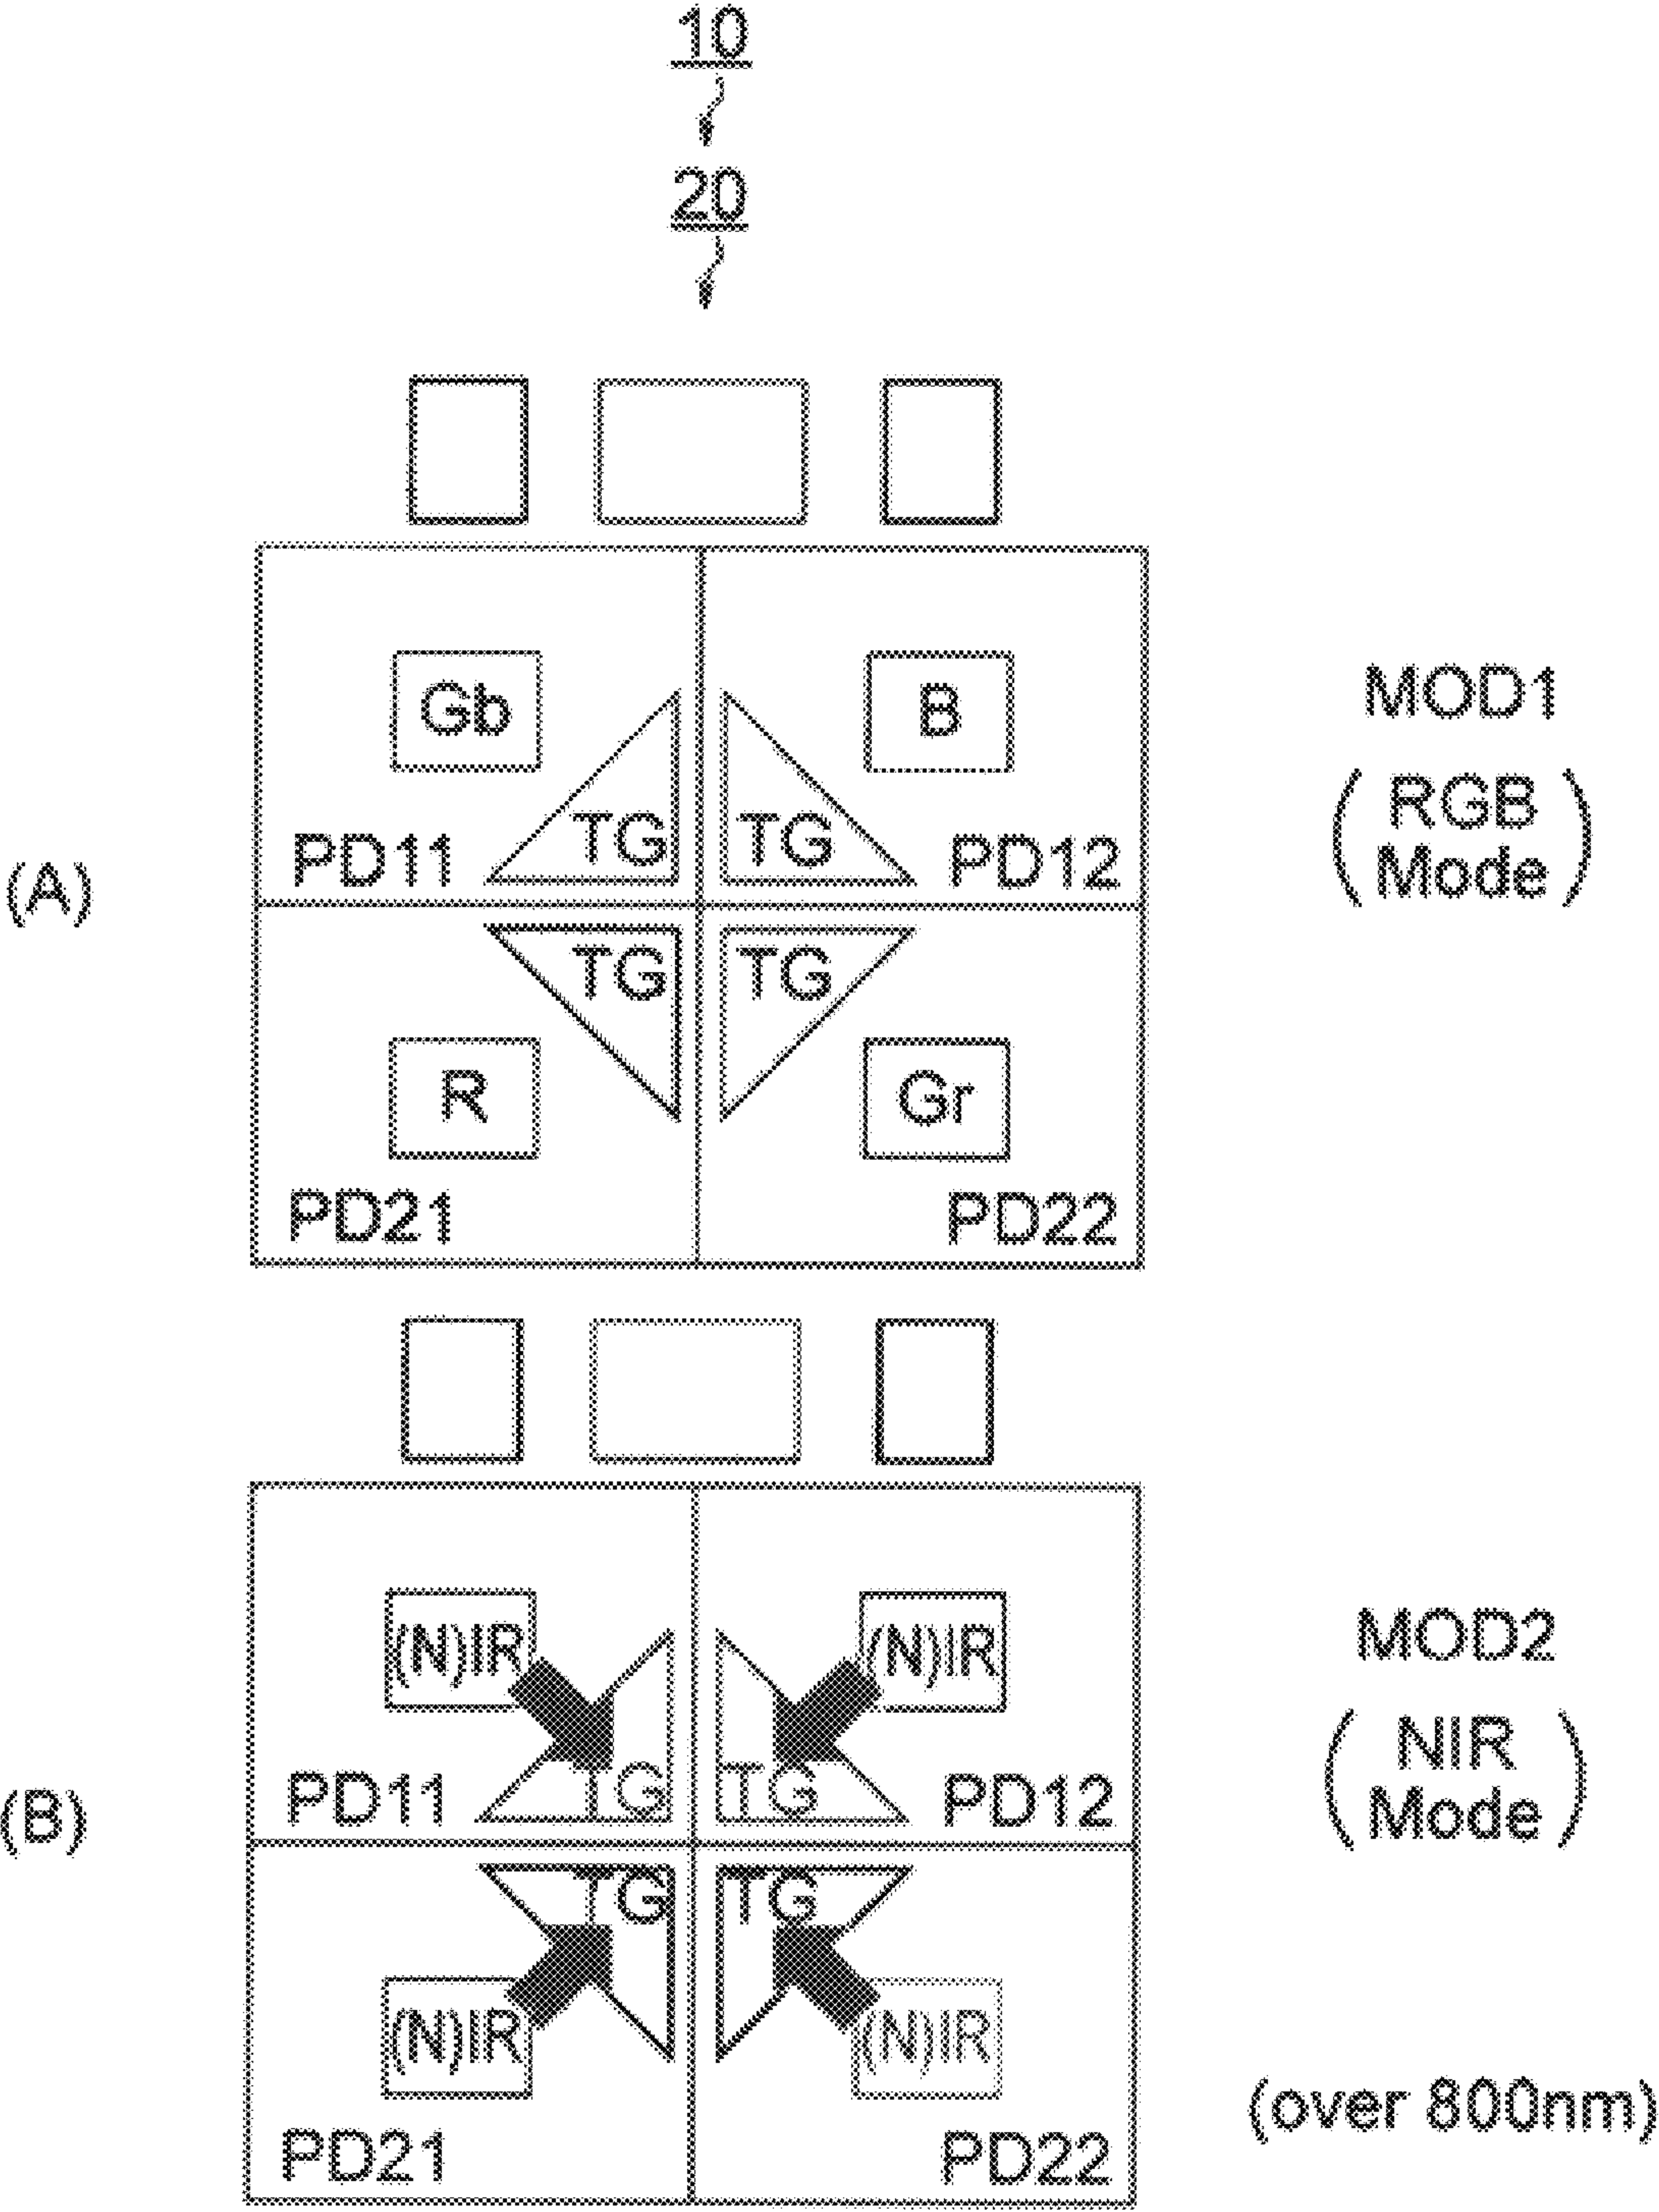 10
20
Gb
B
MOD1
TG
TG
(RGB
Mode)
PD11
PD12
(A)
TG
TG
R
Gr
PD21
PD22
(N)IR
(N)IR
MOD2
TG
TG
(NIR
Mode)
PD11
PD12
(B)
TG
TG
(N)IR
(N)IR
(over 800nm)
PD21
PD22